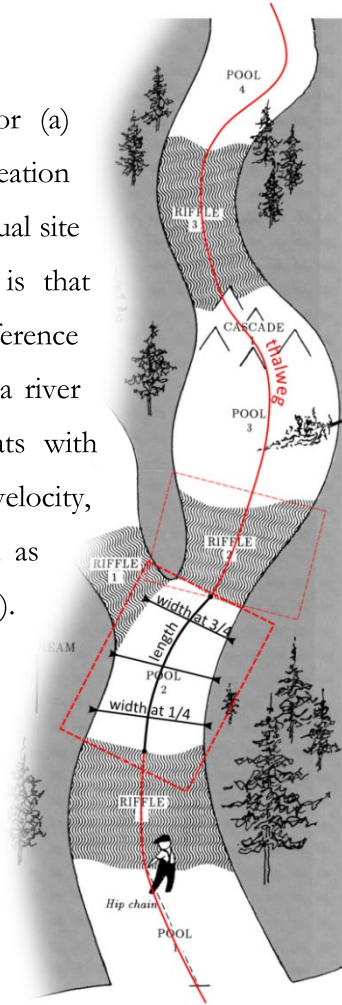 POOL
4
or (a)
eation
ual site
is that
ference
a river
ats with
velocity,
as
).
RIFFLE
3
CASCADE
thalweg
POOL
3
RIFFLE
2
RIFFLE
1
width at 3/4
length
EAM
POOL
2
width at 1/4
RIFFLE
Hip chain
POOL
1